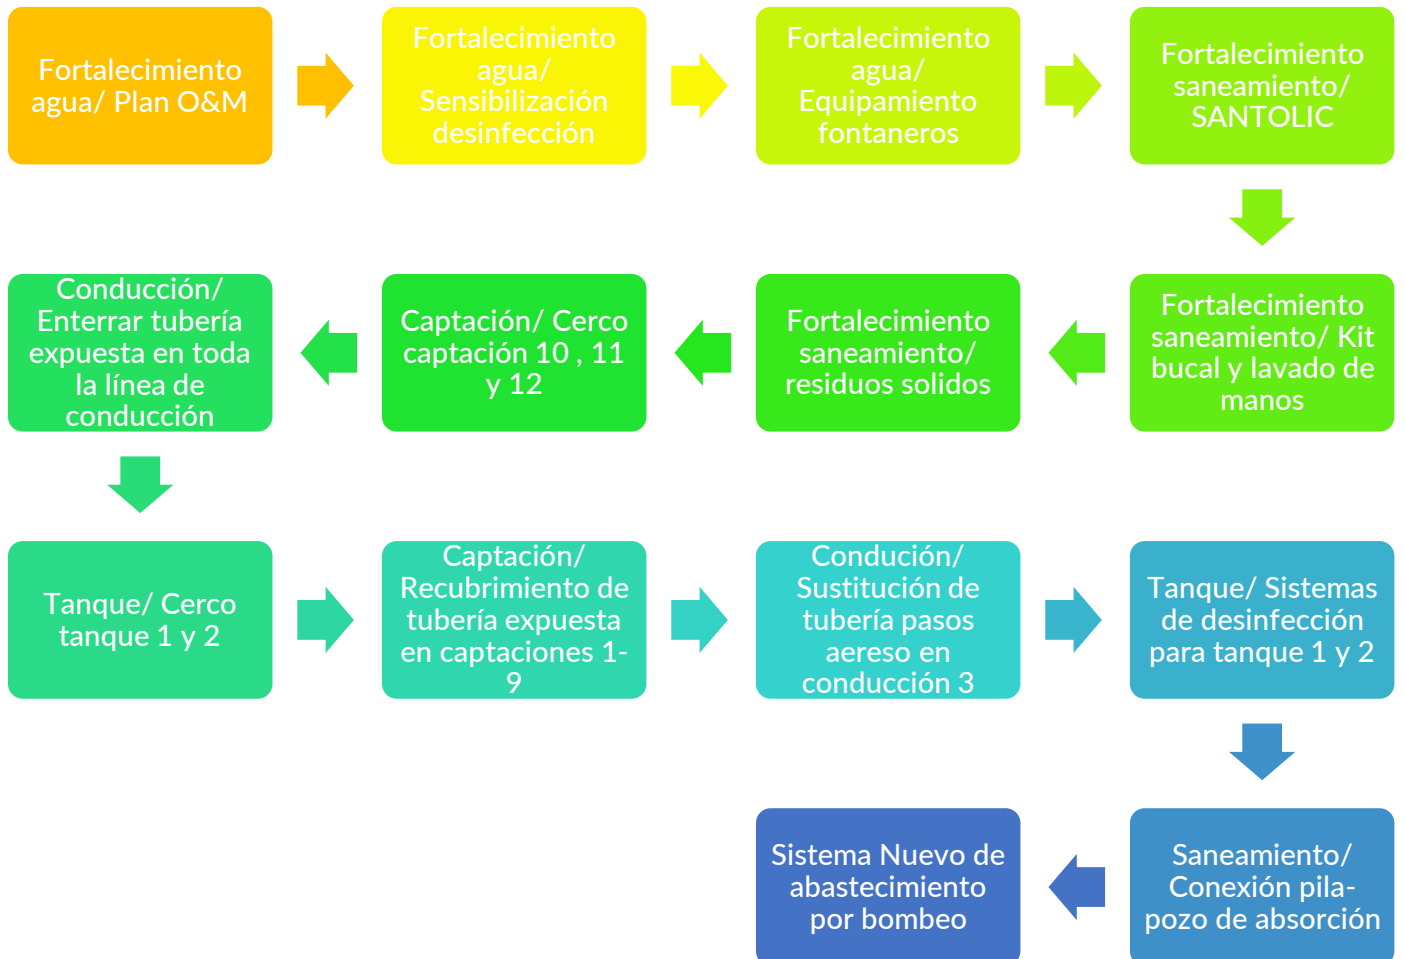 Fortalecimiento
agua/ Plan O&M
Fortalecimiento
agua/
Sensibilización
desinfección
Fortalecimiento
agua/
Equipamiento
fontaneros
Fortalecimiento
saneamiento/
SANTOLIC
Fortalecimiento
saneamiento/ Kit
bucal y lavado de
manos
Fortalecimiento
saneamiento/
residuos solidos
Captación/ Cerco
captación 10 , 11
y 12
Conducción/
Enterrar tubería
expuesta en toda
la línea de
conducción
Tanque/ Cerco
tanque 1 y 2
Captación/
Recubrimiento de
tubería expuesta
en captaciones 1-
9
Condución/
Sustitución de
tubería pasos
aereso en
conducción 3
Tanque/ Sistemas
de desinfección
para tanque 1 y 2
Saneamiento/
Conexión pila-
pozo de absorción
Sistema Nuevo de
abastecimiento
por bombeo